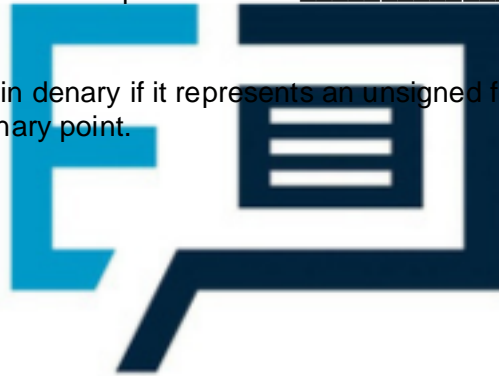 in denary if it represents an unsigned
nary point.